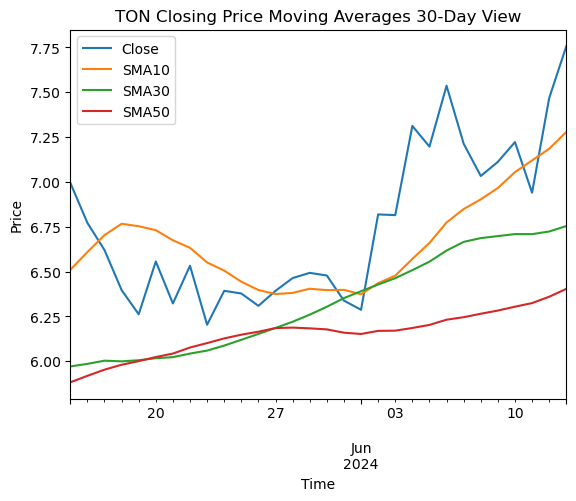 TON Closing Price Moving Averages 30-Day View
Close
SMA10
SMA30
SMA50
7.75
7.50
7.25
7.00
6.75
6.50
6.25
6.00
Price
20
27
03
10
Jun
2024
Time